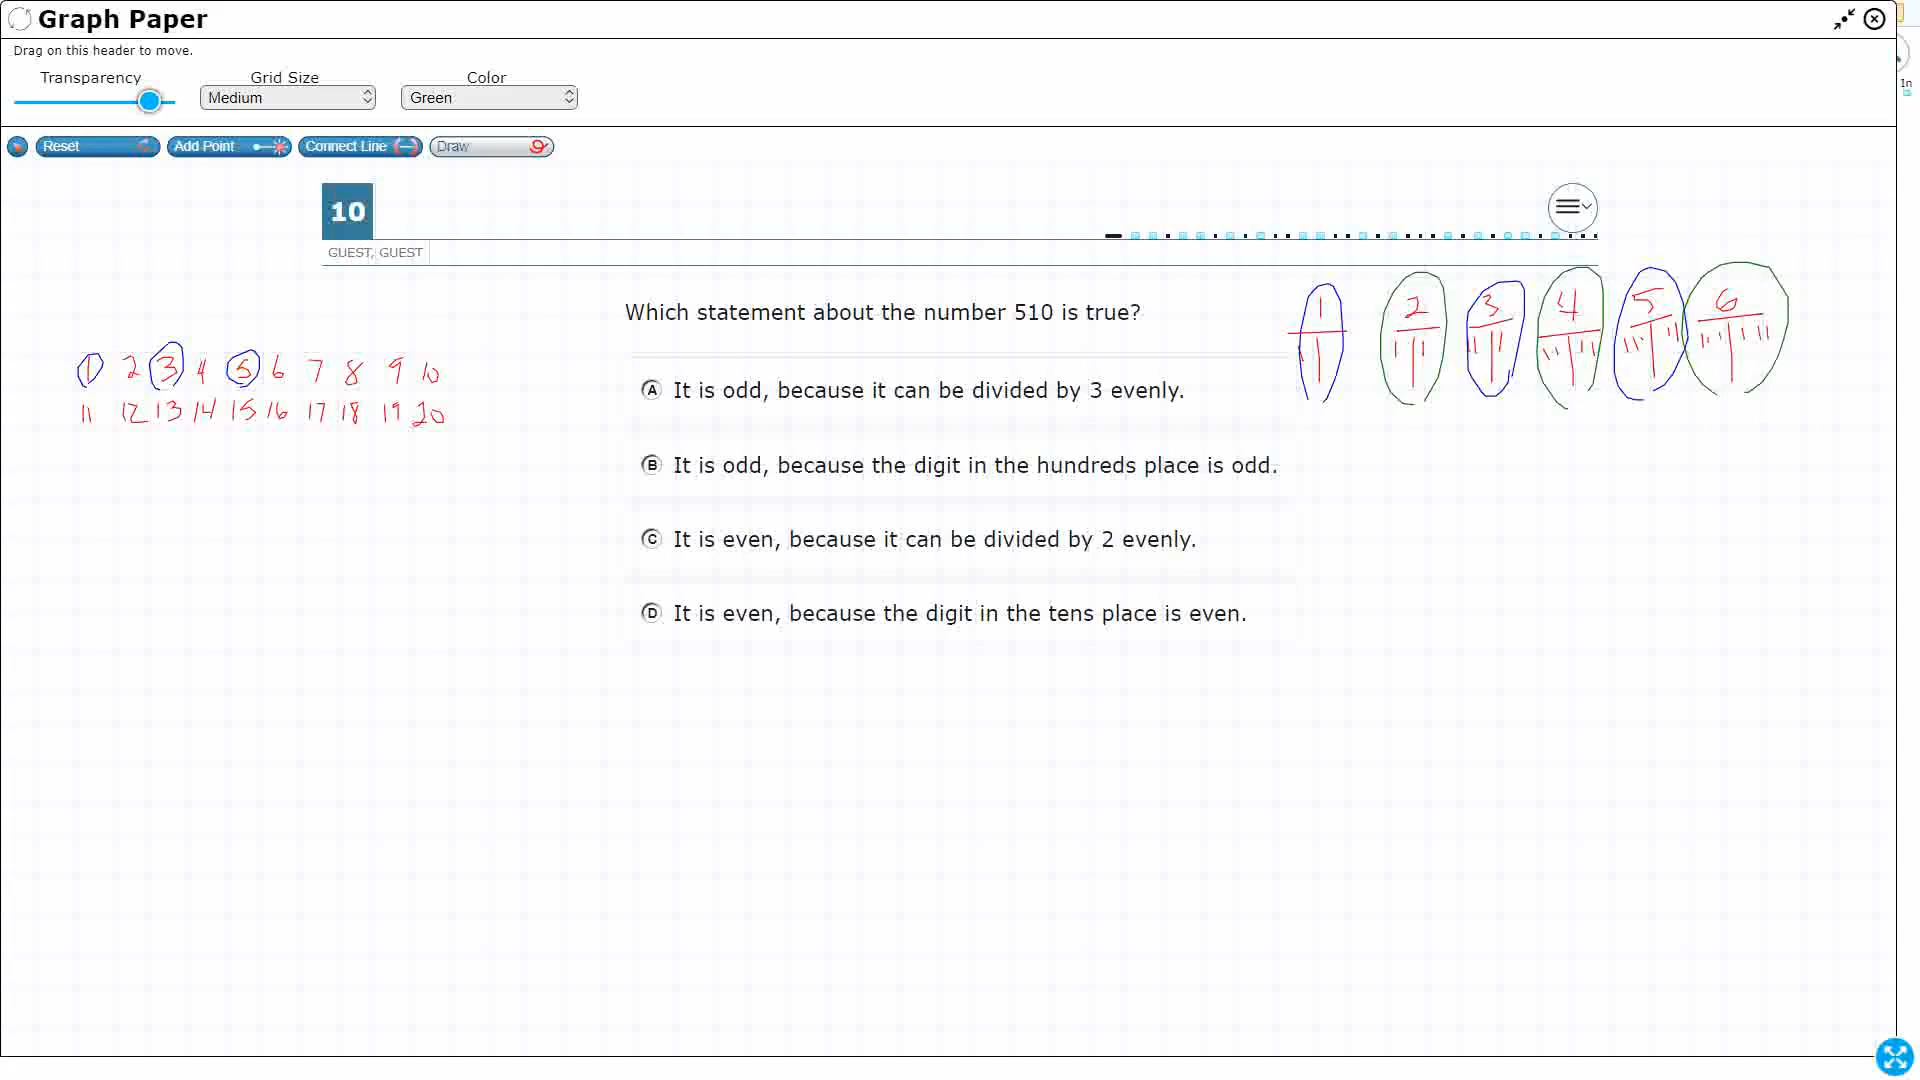 Graph Paper
Drag on this header to move.
Transparency Grid Size Color
Medium Green
Reset Add Point Connect Line Draw
In
10
GUEST, GUEST
Which statement about the number 510 is true?
1 2 3 4 5 6
1 2 3 4 5 6 7 8 9 10
11 12 13 14 15 16 17 18 19 20
A It is odd, because it can be divided by 3 evenly.
B It is odd, because the digit in the hundreds place is odd.
C It is even, because it can be divided by 2 evenly.
D It is even, because the digit in the tens place is even.